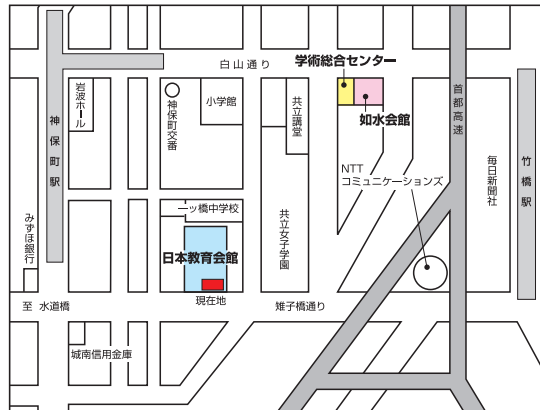 白山通り
学術総合センター
如水会館
首都高速
岩波ホール
神保町交番
小学館
共立講堂
神保町駅
竹橋駅
毎日新聞社
NTT
コミュニケーションズ
みずほ銀行
一ッ橋中学校
共立女子学園
日本教育会館
現在地
至 水道橋
雉子橋通り
城南信用金庫